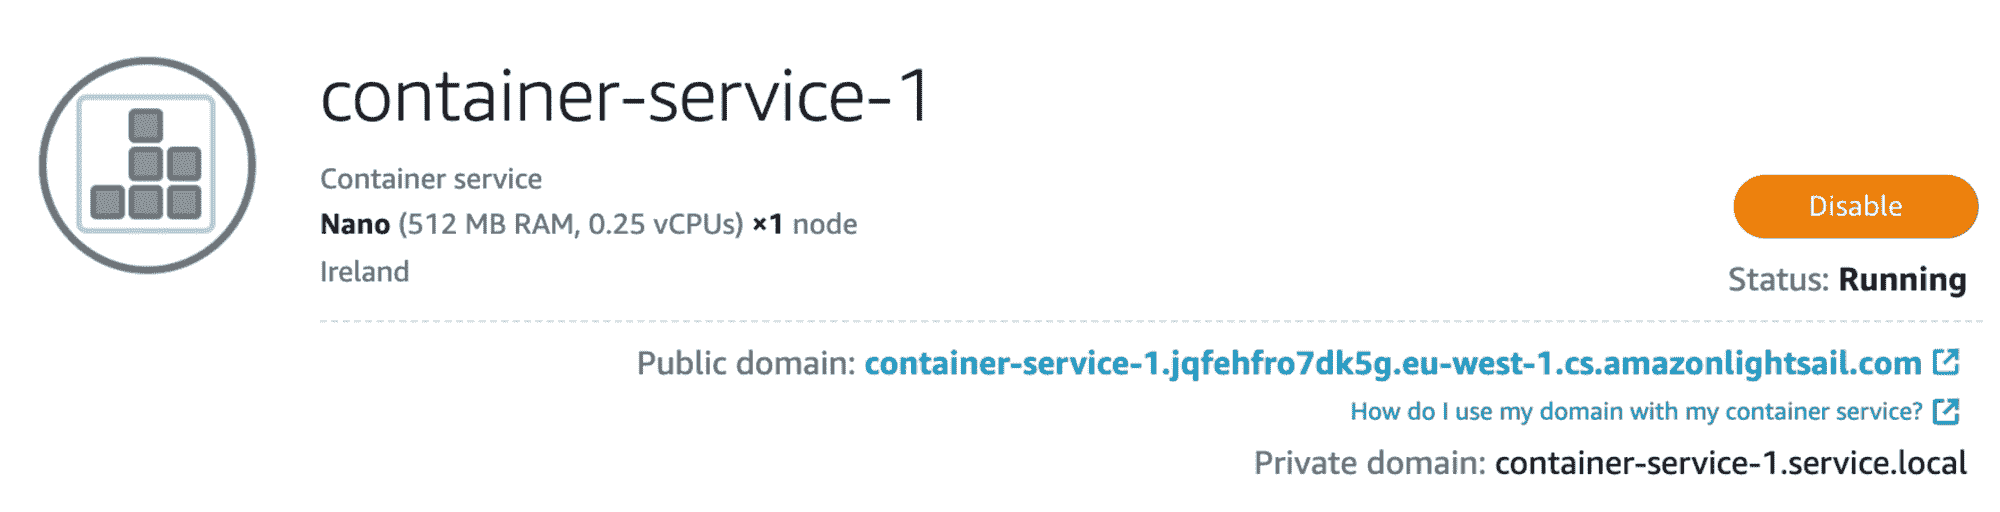 container-service-1
Container service
Nano (512 MB RAM, 0.25 vCPUs) ×1 node
Ireland
Disable
Status: Running
Public domain: container-service-1.jqfehfro7dk5g.eu-west-1.cs.amazonlightsail.com
How do I use my domain with my container service?
Private domain: container-service-1.service.local